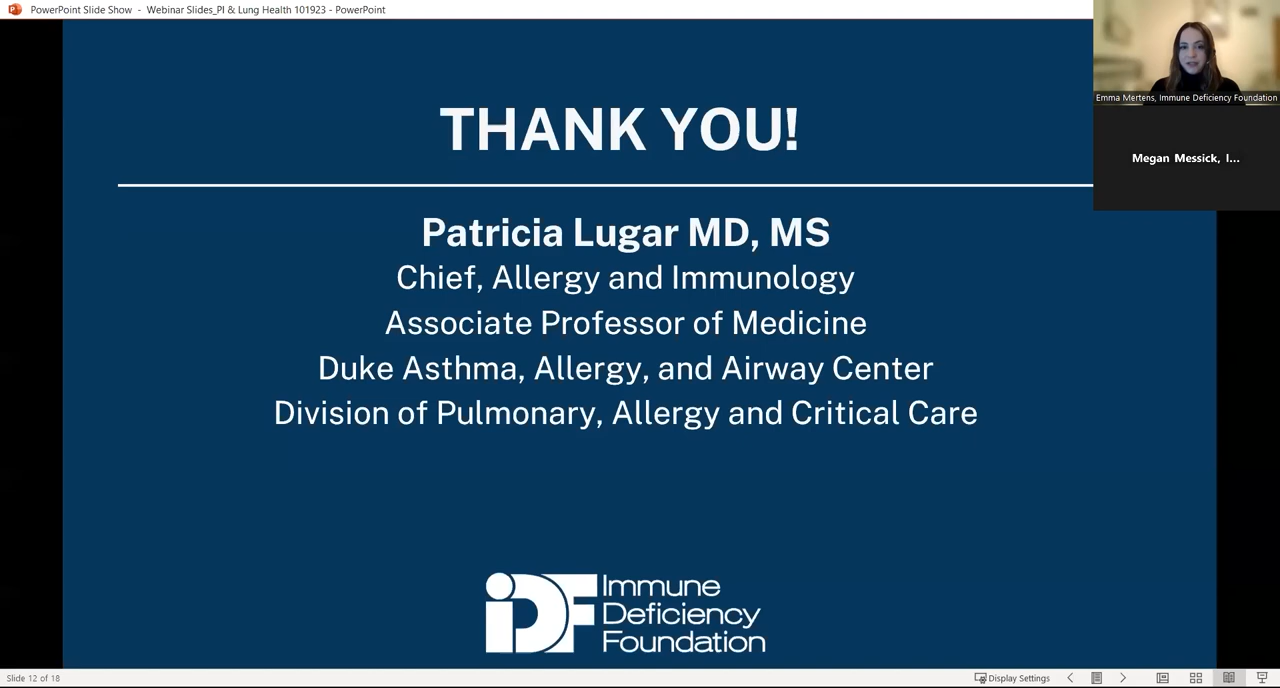 PowerPoint Slide Show - Webinar Slides_PI & Lung Health 101923 - PowerPoint
Emma Mertens, Immune Deficiency Foundation
Megan Messick, I...
THANK YOU!
Patricia Lugar MD, MS
Chief, Allergy and Immunology
Associate Professor of Medicine
Duke Asthma, Allergy, and Airway Center
Division of Pulmonary, Allergy and Critical Care
iDF Immune
Deficiency
Foundation
Slide 12 of 18
Display Settings